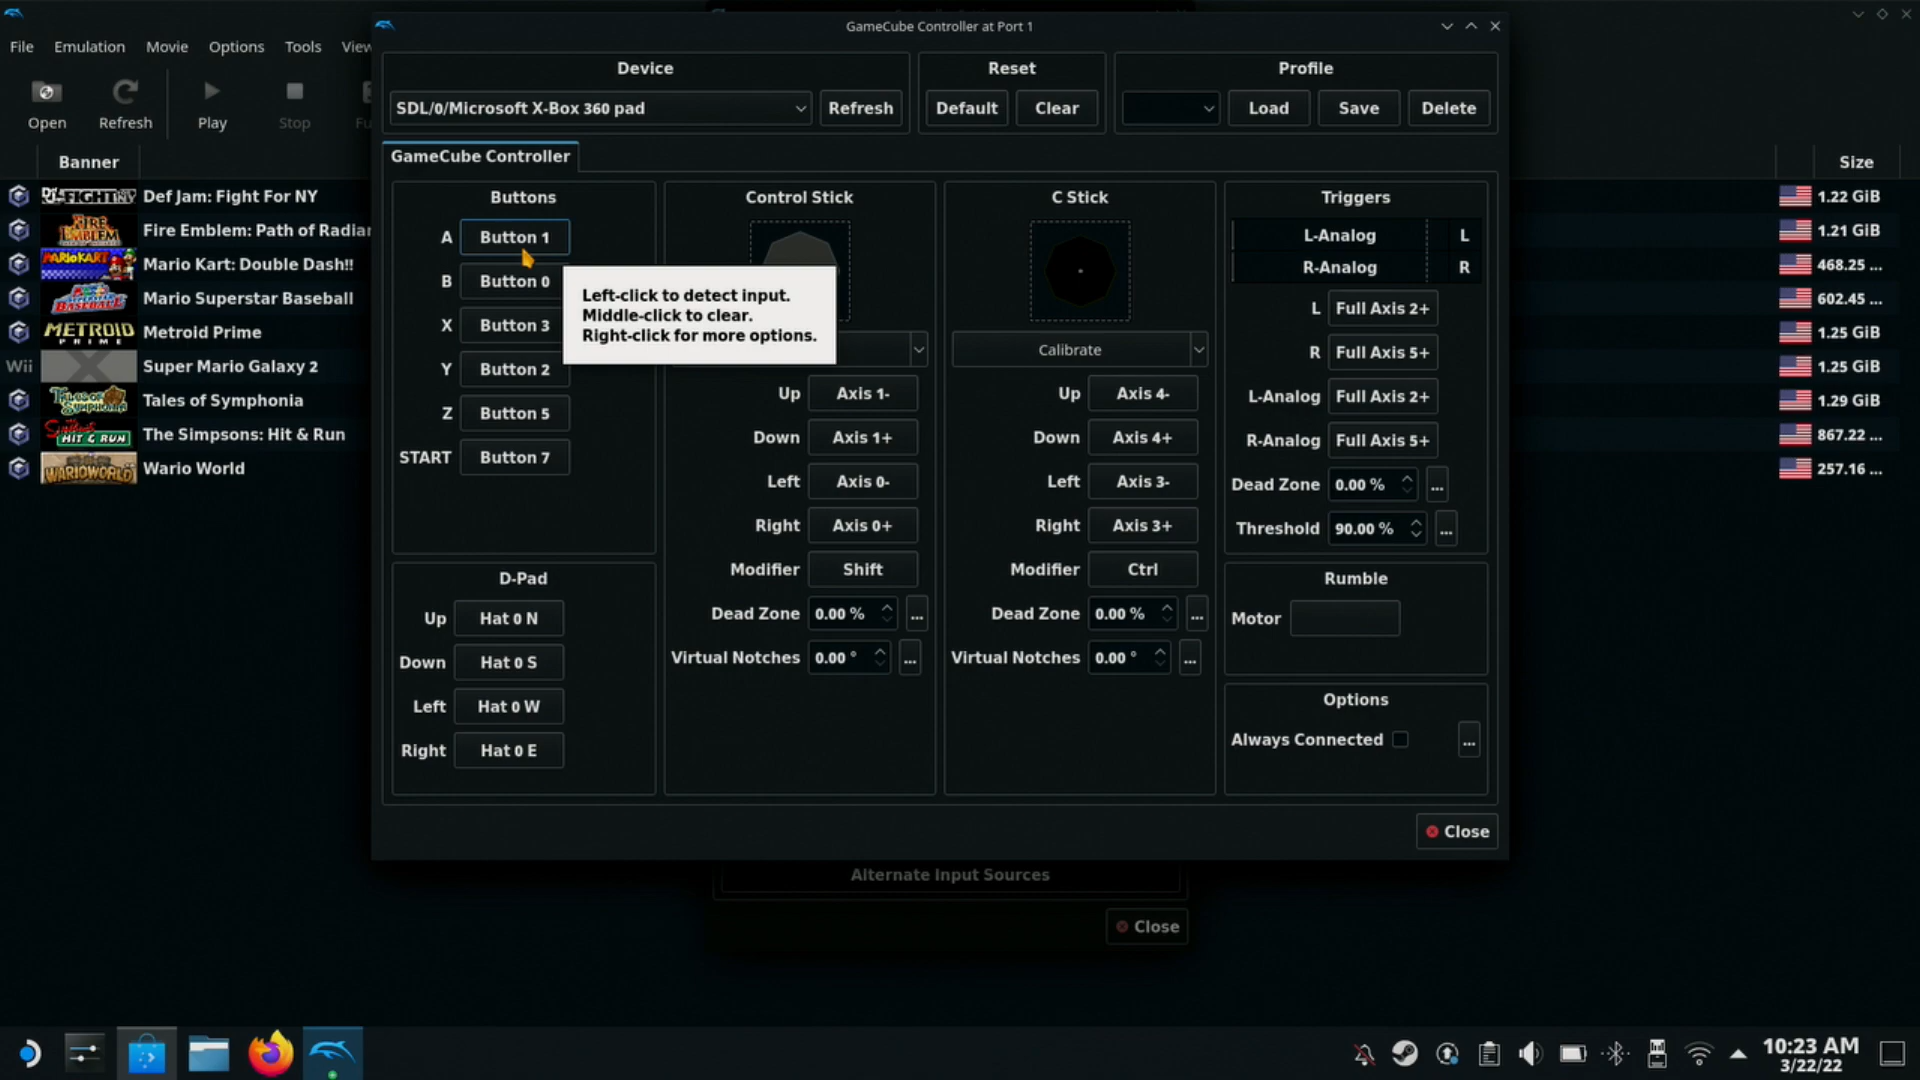 GameCube Controller at Port 1
File Emulation Movie Options Tools View
Device
Reset
Profile
SDL/0/Microsoft X-Box 360 pad
Refresh
Default
Clear
Load
Save
Delete
Open
Refresh
Play
Stop
Banner
Size
Def Jam: Fight For NY
1.22 GiB
Fire Emblem: Path of Radian
1.21 GiB
Mario Kart: Double Dash!!
468.25 ...
Mario Superstar Baseball
602.45 ...
METROID PRIME
Metroid Prime
1.25 GiB
Wii
Super Mario Galaxy 2
1.25 GiB
Tales of Symphonia
1.29 GiB
HIT & RUN
The Simpsons: Hit & Run
867.22 ...
WARIOWORLD
Wario World
257.16 ...
GameCube Controller
Buttons
A Button 1
B Button 0
X Button 3
Y Button 2
Z Button 5
START Button 7
Left-click to detect input.
Middle-click to clear.
Right-click for more options.
D-Pad
Up Hat 0 N
Down Hat 0 S
Left Hat 0 W
Right Hat 0 E
Control Stick
Up Axis 1-
Down Axis 1+
Left Axis 0-
Right Axis 0+
Modifier Shift
Dead Zone 0.00 % ...
Virtual Notches 0.00 ° ...
C Stick
Calibrate
Up Axis 4-
Down Axis 4+
Left Axis 3-
Right Axis 3+
Modifier Ctrl
Dead Zone 0.00 % ...
Virtual Notches 0.00 ° ...
Triggers
L-Analog L
R-Analog R
L Full Axis 2+
R Full Axis 5+
L-Analog Full Axis 2+
R-Analog Full Axis 5+
Dead Zone 0.00 % ...
Threshold 90.00 % ...
Rumble
Motor
Options
Always Connected ...
Close
Alternate Input Sources
Close
10:23 AM
3/22/22